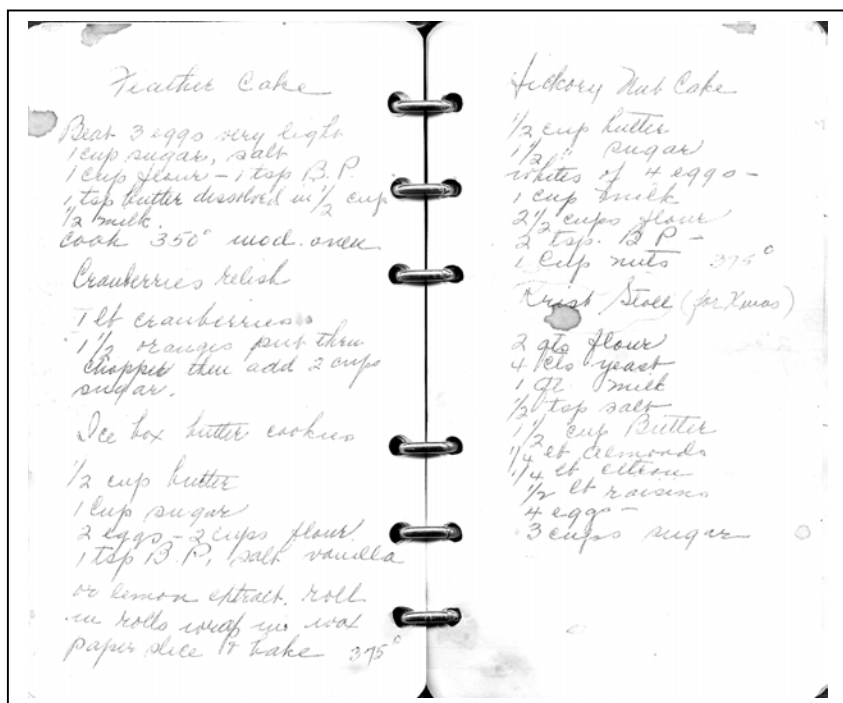 Feather Cake
Beat 3 eggs very light
1 cup sugar, salt
1 cup flour - 1 tsp B.P.
1 tsp butter dissolved in 1/2 cup
1/2 milk.
cook 350° mod. oven
Cranberries relish
1 lb cranberries
1 1/2 oranges put thru
chopper then add 2 cups
sugar.
Ice box butter cookies
1/2 cup butter
1 cup sugar
2 eggs - 2 cups flour
1 tsp B.P., salt vanilla
or lemon extract. roll
in rolls wrap in wax
paper slice & bake 375°
Hickory Nut Cake
1/2 cup butter
1 1/2 " sugar
whites of 4 eggs -
1 cup milk
2 1/2 cups flour
2 tsp. B P -
1 Cup nuts 375°
Krist Stoll (for Xmas)
2 qts flour
4 cks yeast
1 qt milk
1/2 tsp salt
1 1/2 cup Butter
1/4 lb almonds
1/4 lb citron
1/2 lb raisins
4 eggs -
3 cups sugar